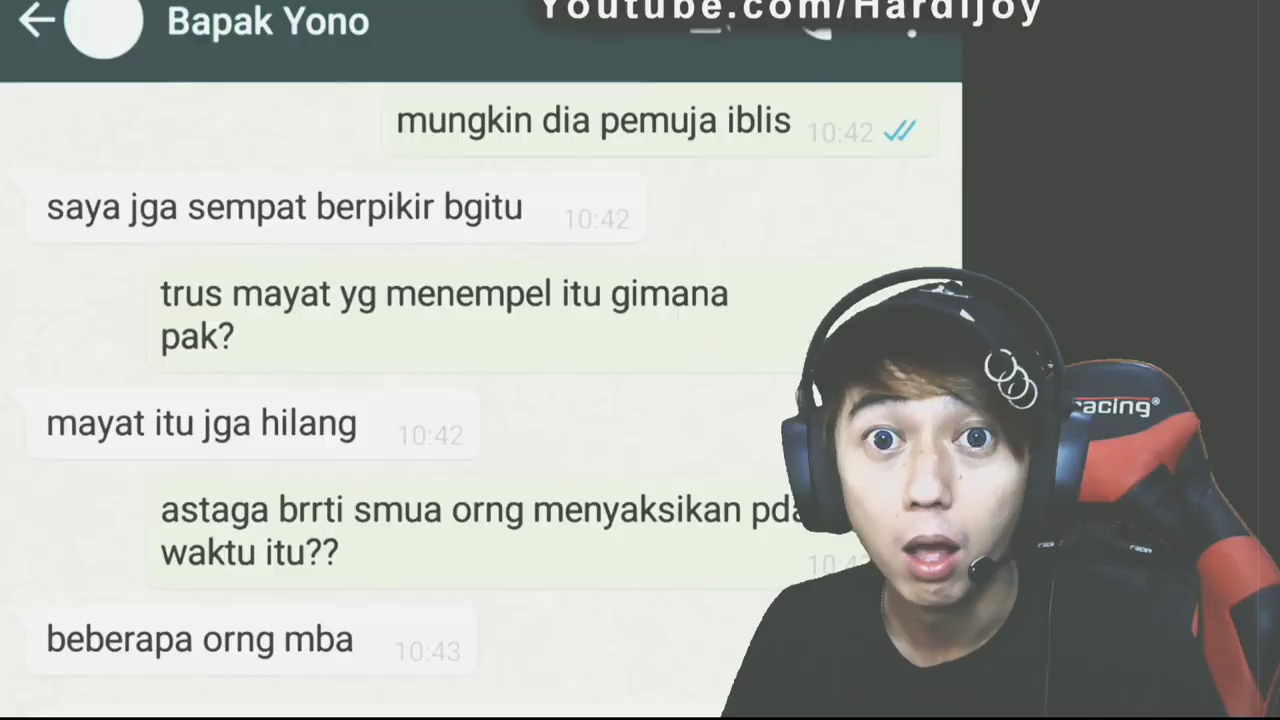 Youtube.com/Hardijoy
Bapak Yono
mungkin dia pemuja iblis 10:42
saya jga sempat berpikir bgitu 10:42
trus mayat yg menempel itu gimana
pak?
mayat itu jga hilang 10:42
astaga brrti smua orng menyaksikan pda
waktu itu??
beberapa orng mba 10:43
racing